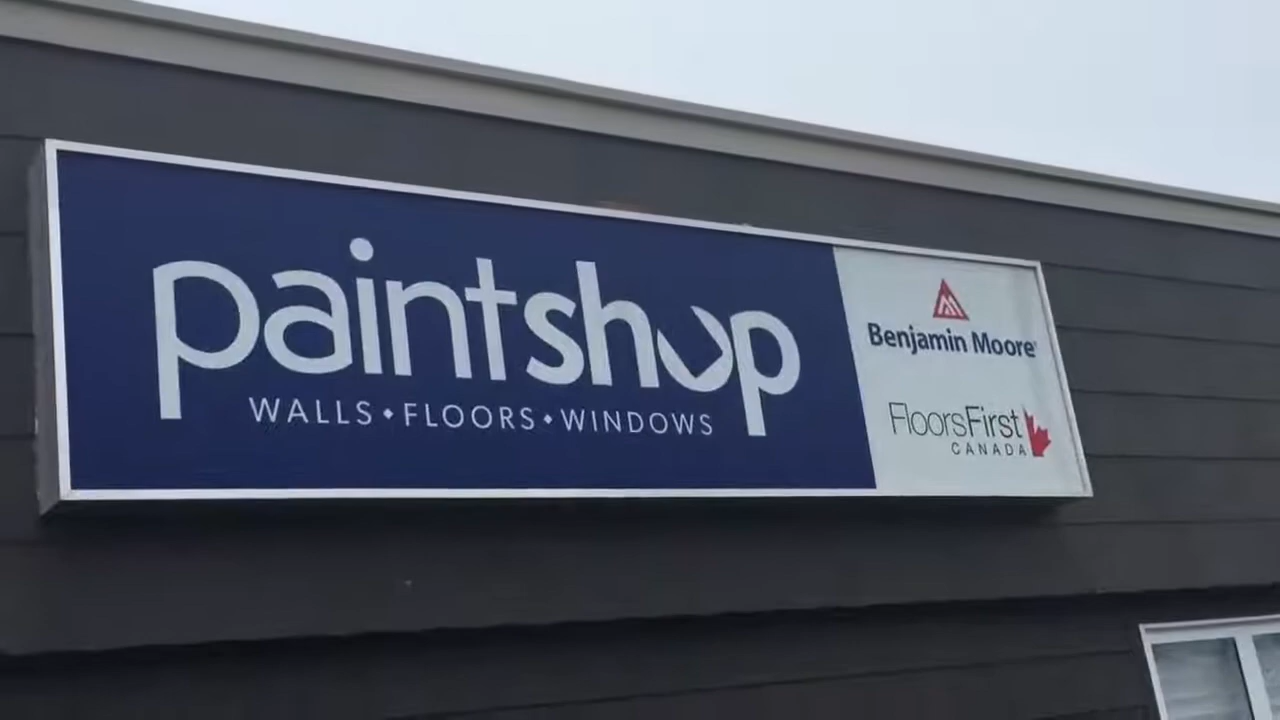 paintshop
WALLS • FLOORS • WINDOWS
Benjamin Moore
FloorsFirst
CANADA